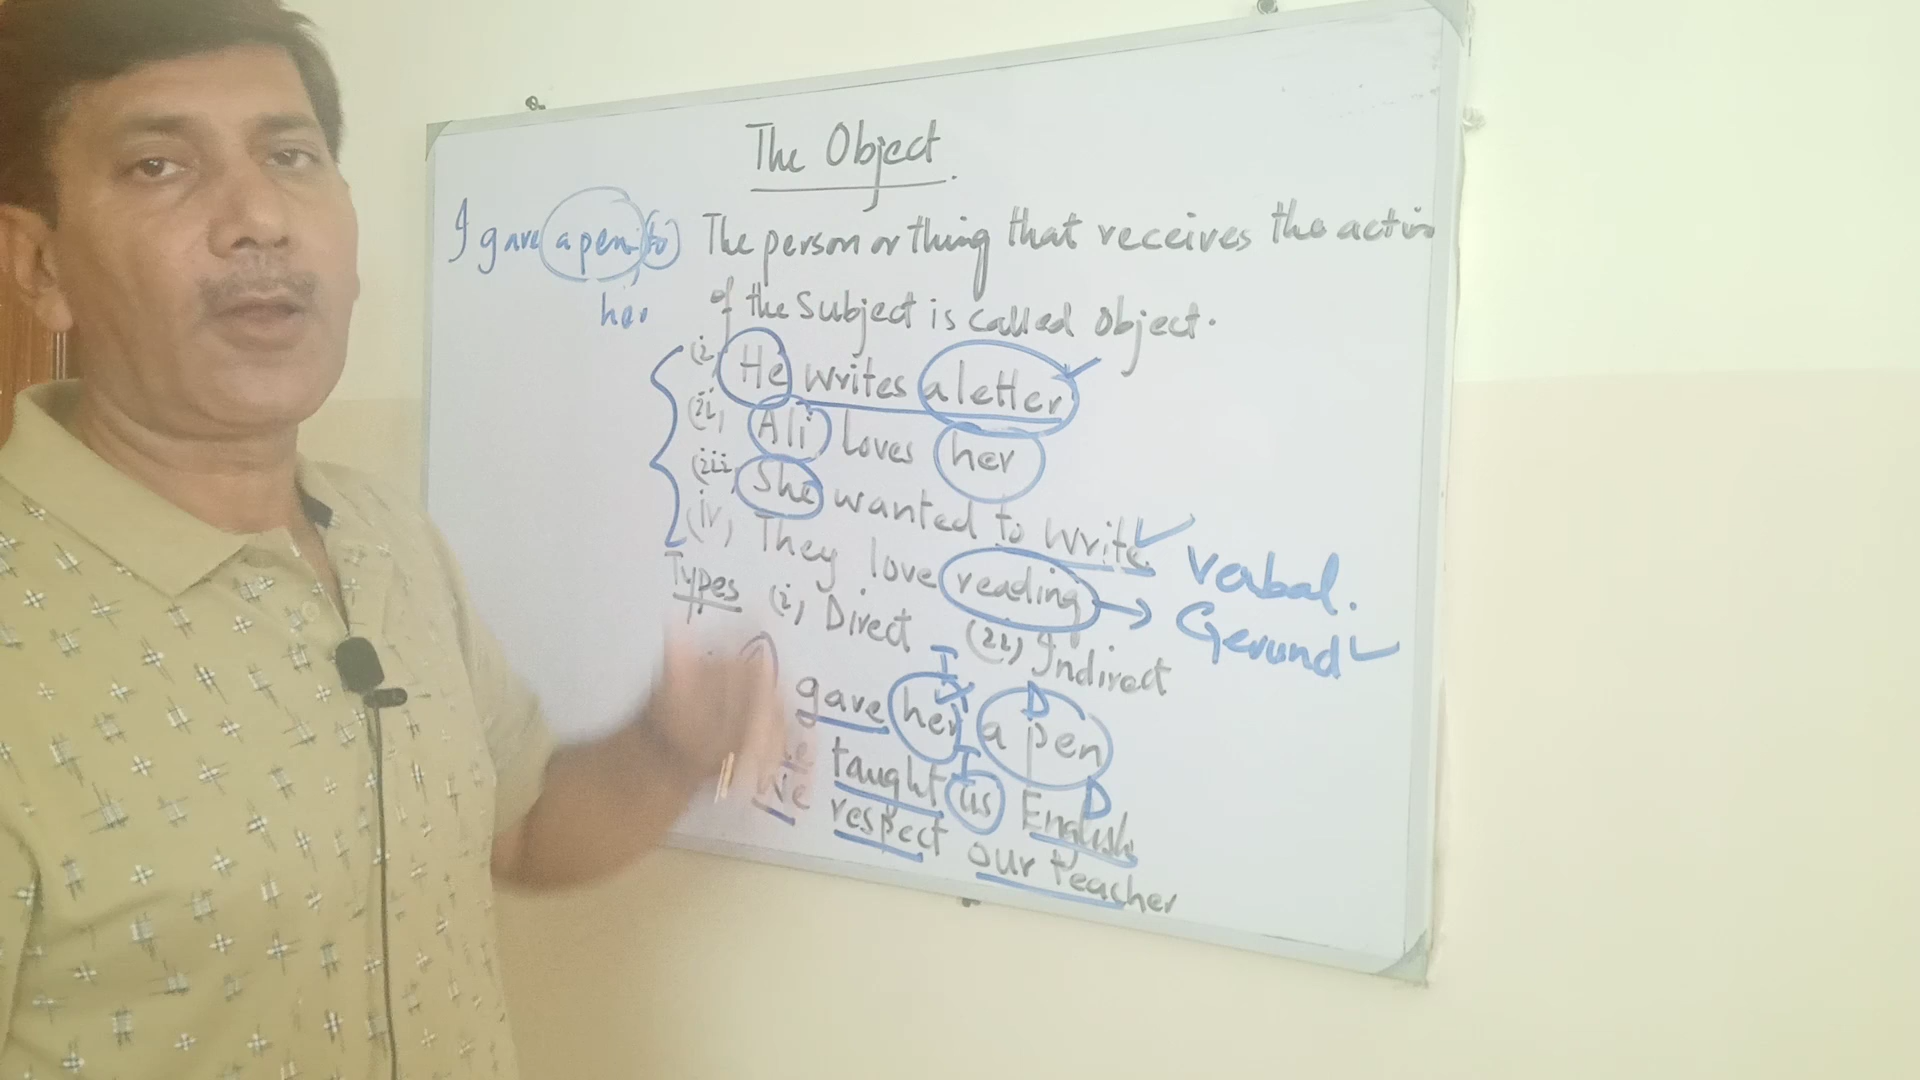 The Object
I gave a pen to
her
The person or thing that receives the action
of the Subject is called object.
(i) He writes a letter
(ii) Ali loves her
(iii) She wanted to write
Verbal.
(iv) They love reading → Gerund
Types (i) Direct (ii) Indirect
I D
gave her a pen
I D
taught us English
We respect our teacher